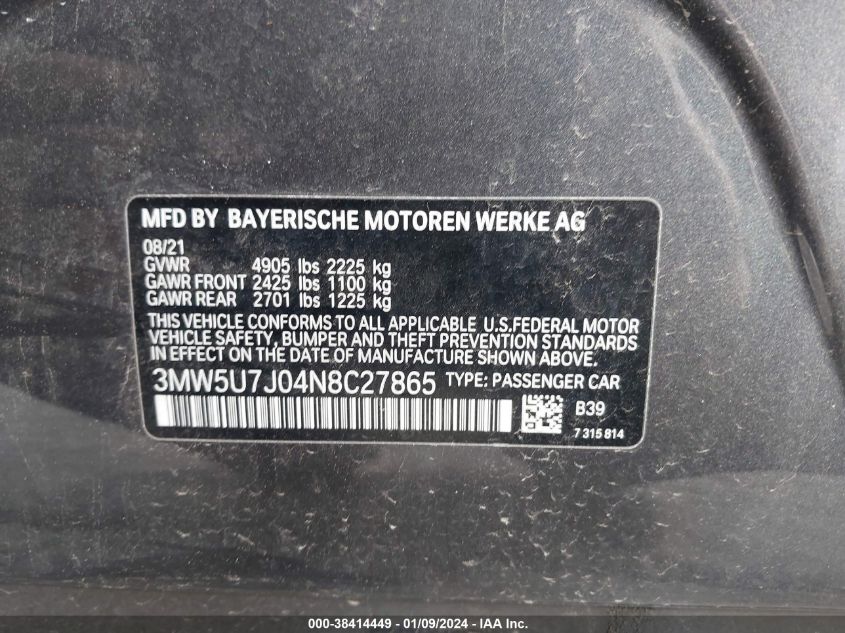 MFD BY BAYERISCHE MOTOREN WERKE AG
08/21
GVWR 4905 lbs 2225 kg
GAWR FRONT 2425 lbs 1100 kg
GAWR REAR 2701 lbs 1225 kg
THIS VEHICLE CONFORMS TO ALL APPLICABLE U.S.FEDERAL MOTOR
VEHICLE SAFETY, BUMPER AND THEFT PREVENTION STANDARDS
IN EFFECT ON THE DATE OF MANUFACTURE SHOWN ABOVE.
3MW5U7J04N8C27865 TYPE: PASSENGER CAR
B39
7 315 814
000-38414449 - 01/09/2024 - IAA Inc.